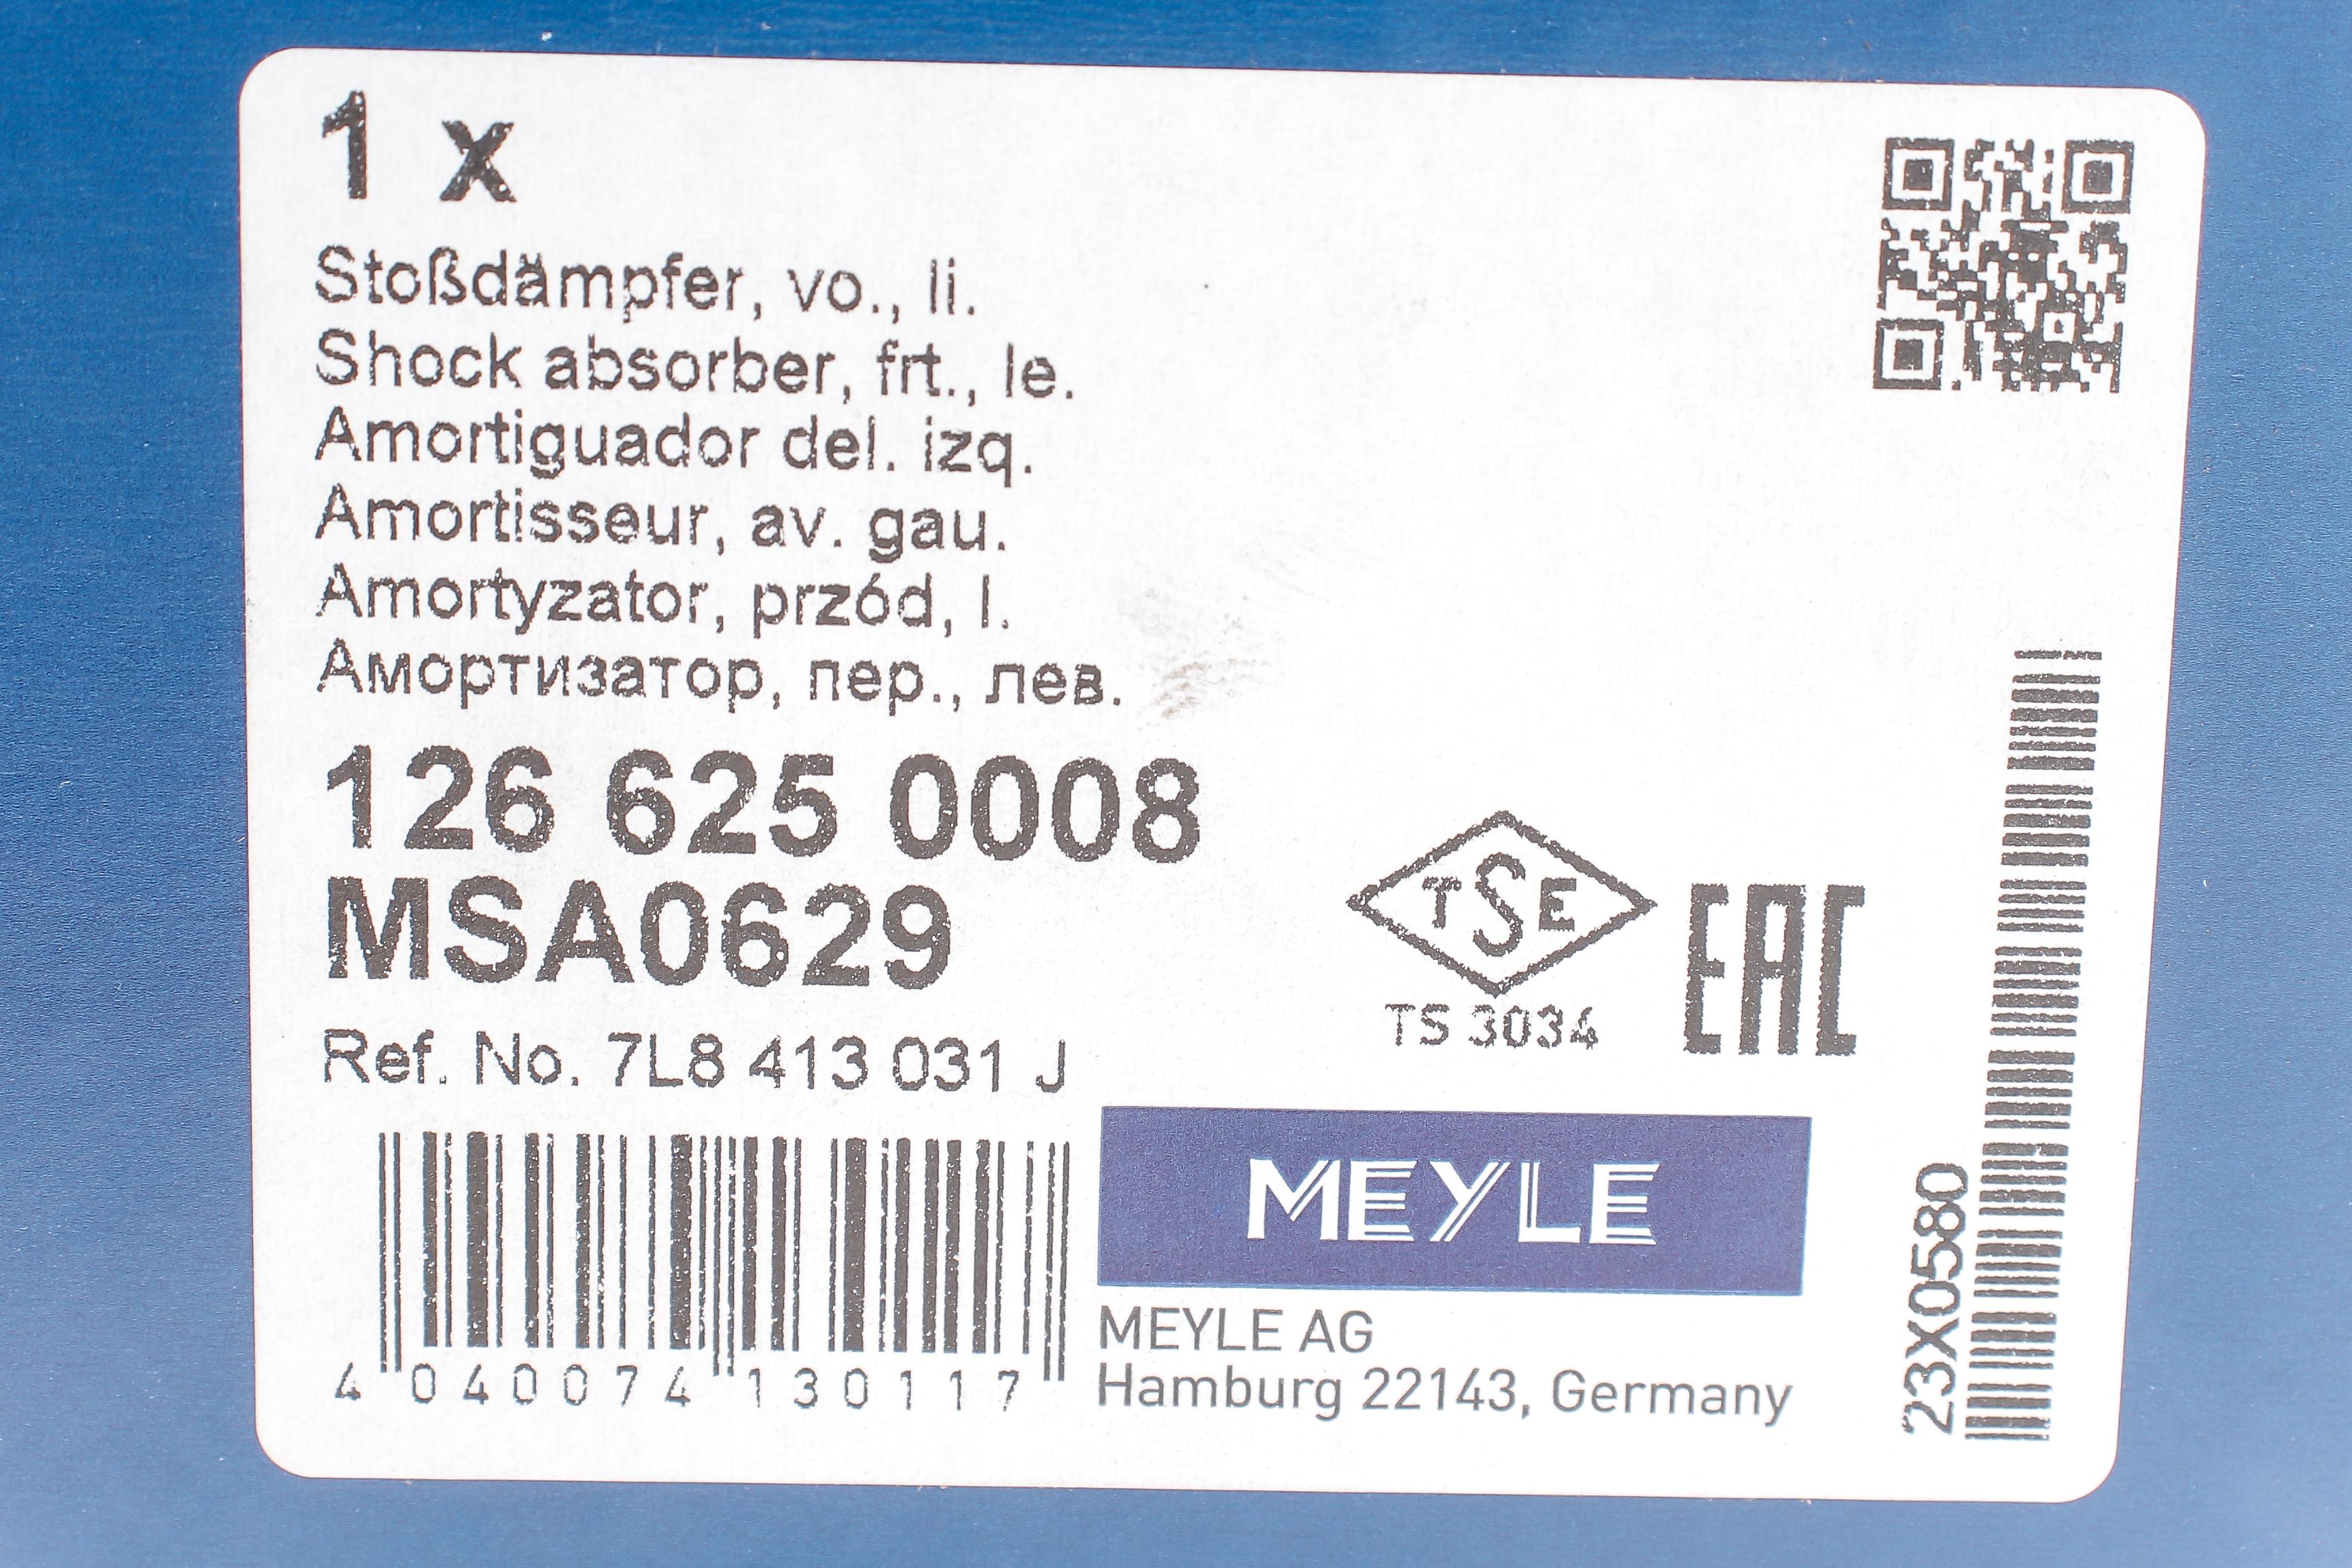 1 x
Stoßdämpfer, vo., li.
Shock absorber, frt., le.
Amortiguador del. izq.
Amortisseur, av. gau.
Amortyzator, przód, l.
Амортизатор, пер., лев.
126 625 0008
MSA0629
Ref. No. 7L8 413 031 J
4 040074 130117
TSE
TS 3034
EAC
MEYLE
MEYLE AG
Hamburg 22143, Germany
23X0580